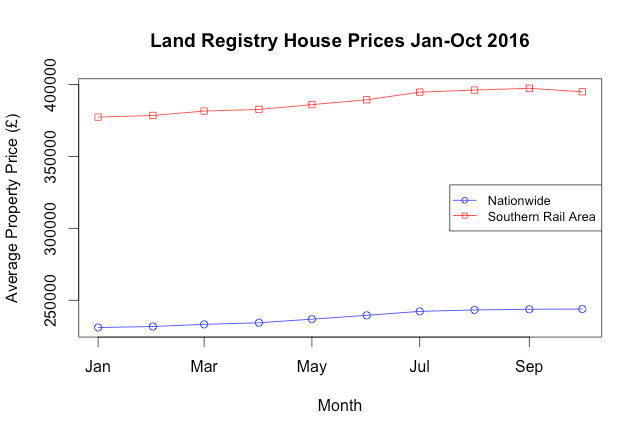 Land Registry House Prices Jan-Oct 2016
Average Property Price (£)
400000
350000
300000
250000
Nationwide
Southern Rail Area
Jan Mar May Jul Sep
Month